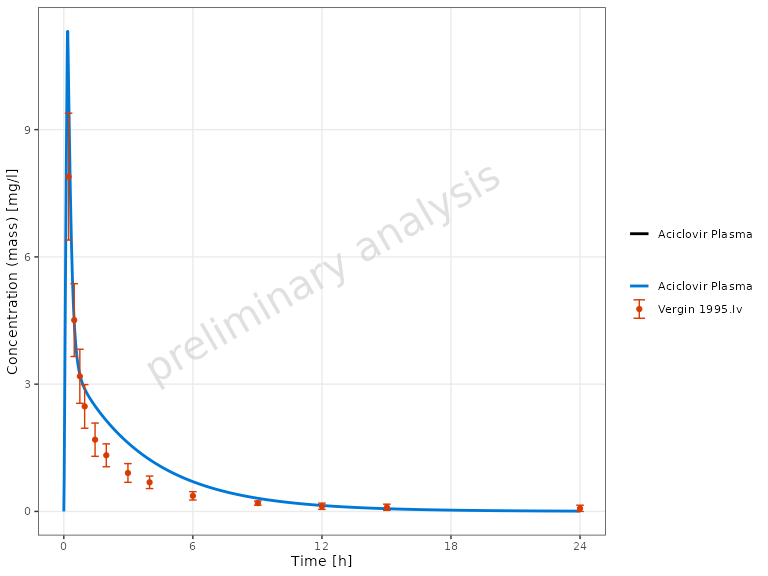 Concentration (mass) [mg/l]
9
6
3
0
preliminary analysis
0
6
12
18
24
Time [h]
Aciclovir Plasma
Aciclovir Plasma
Vergin 1995.Iv